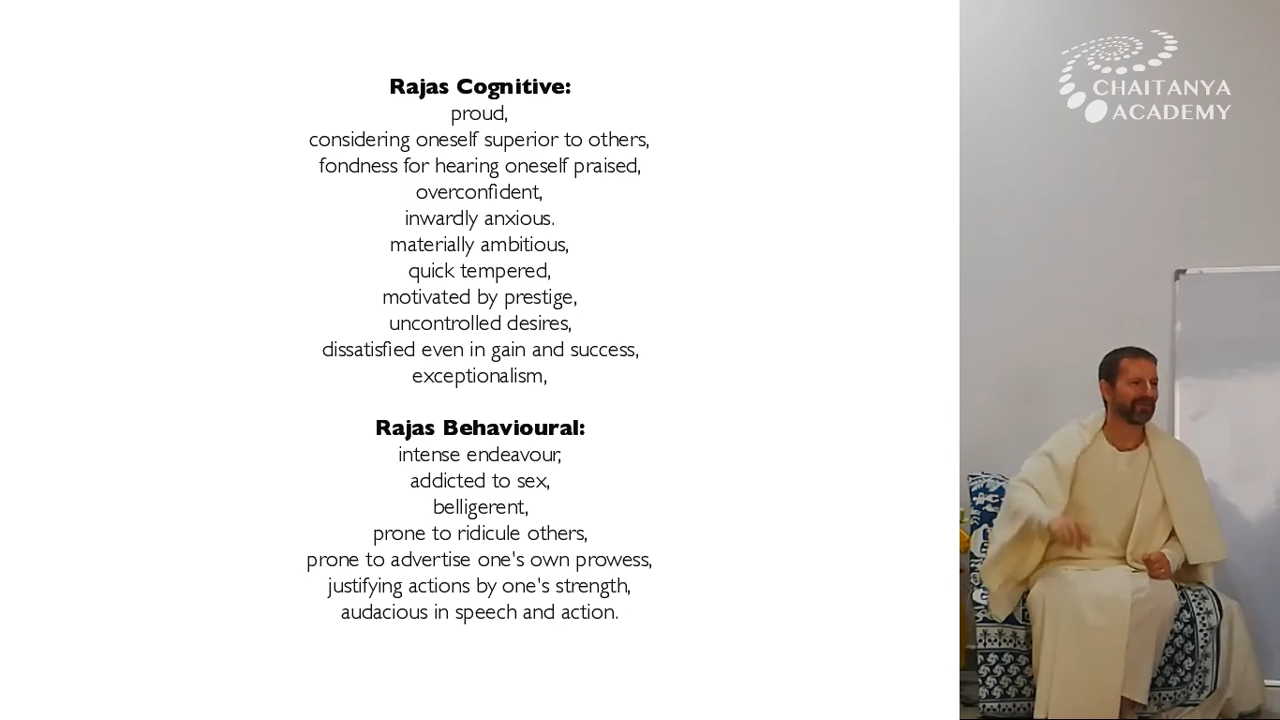 Rajas Cognitive:
proud,
considering oneself superior to others,
fondness for hearing oneself praised,
overconfident,
inwardly anxious.
materially ambitious,
quick tempered,
motivated by prestige,
uncontrolled desires,
dissatisfied even in gain and success,
exceptionalism,
Rajas Behavioural:
intense endeavour,
addicted to sex,
belligerent,
prone to ridicule others,
prone to advertise one's own prowess,
justifying actions by one's strength,
audacious in speech and action.
CHAITANYA
ACADEMY